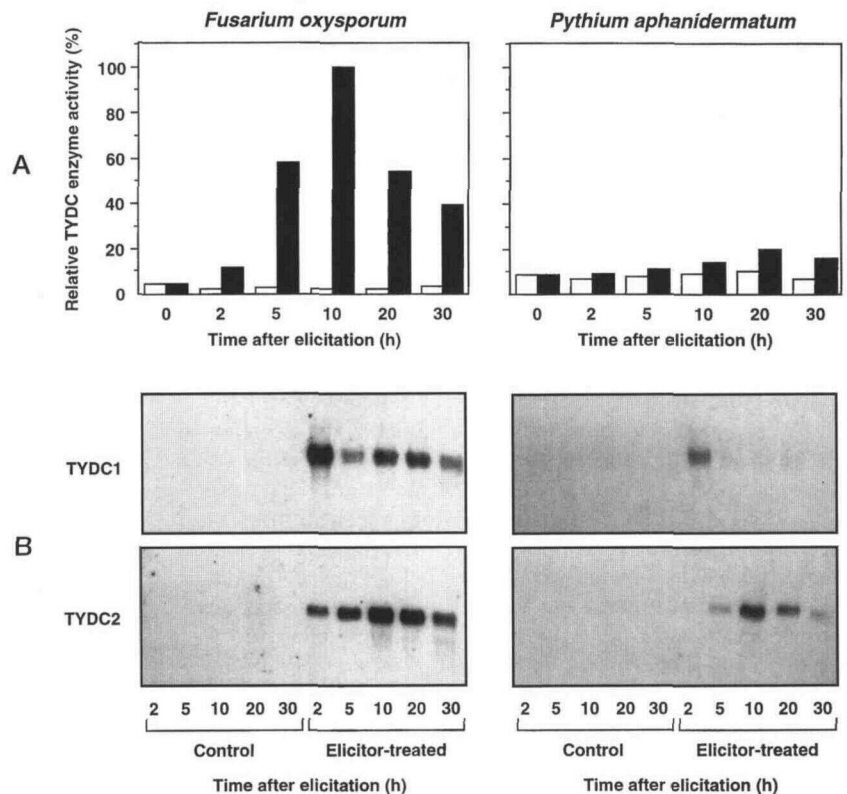 Fusarium oxysporum
Pythium aphanidermatum
A
Relative TYDC enzyme activity (%)
100
80
60
40
20
0
0 2 5 10 20 30
0 2 5 10 20 30
Time after elicitation (h)
Time after elicitation (h)
B
TYDC1
TYDC2
2 5 10 20 30 2 5 10 20 30
2 5 10 20 30 2 5 10 20 30
Control Elicitor-treated
Control Elicitor-treated
Time after elicitation (h)
Time after elicitation (h)